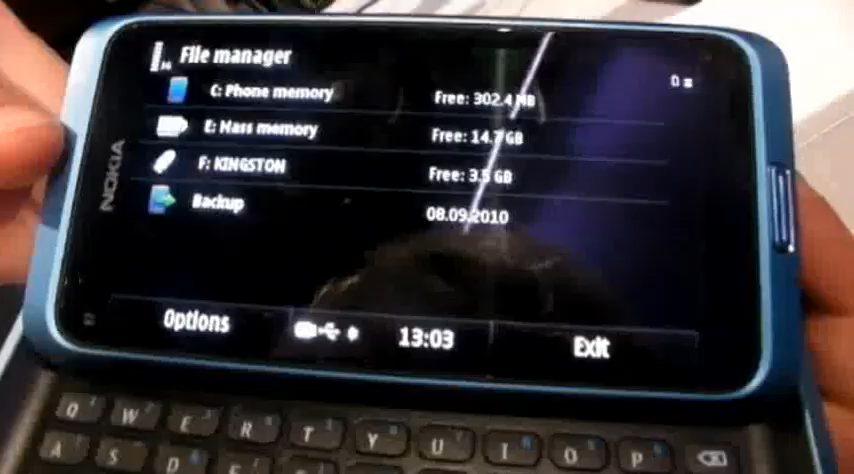 File manager
C: Phone memory Free: 302.4 MB
E: Mass memory Free: 14.7 GB
F: KINGSTON Free: 3.5 GB
Backup 08.09.2010
NOKIA
Options 13:03 Exit
Q W E R T Y U I O P
A S D F